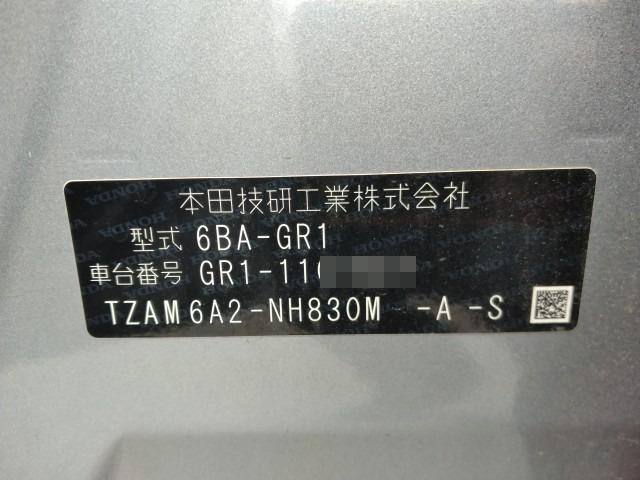 本田技研工業株式会社
型式 6BA-GR1
車台番号 GR1-110
TZAM6A2-NH830M -A -S